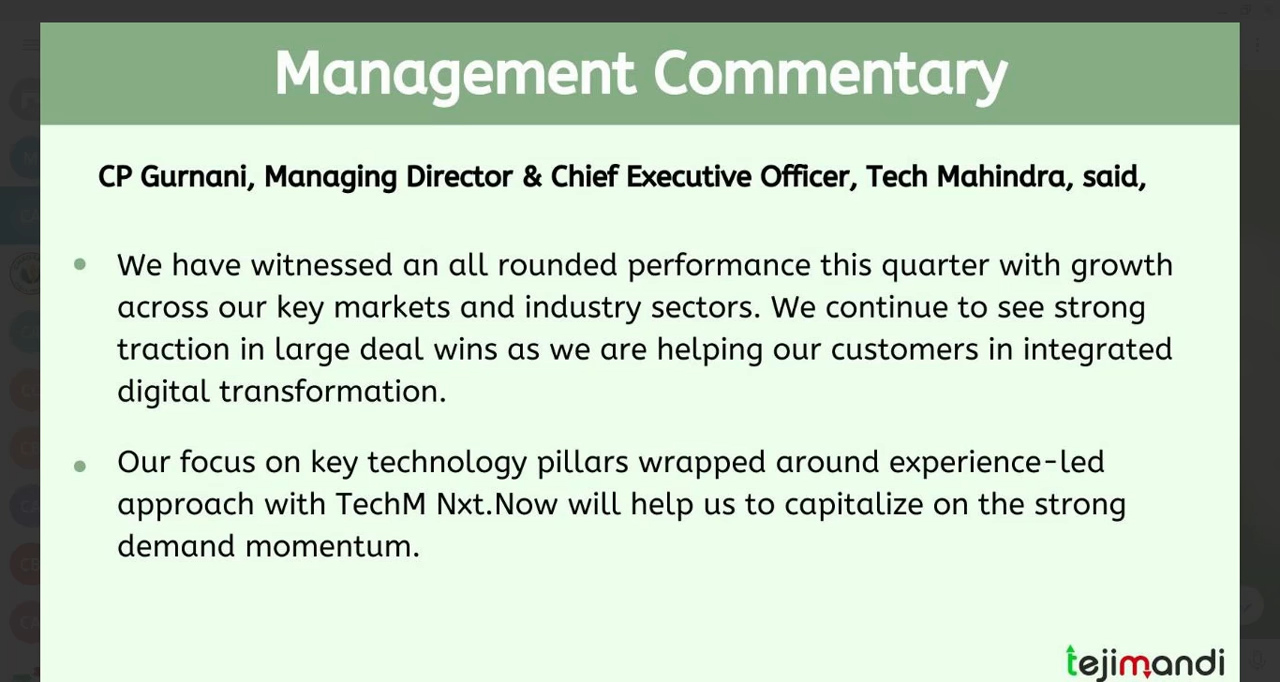 Management Commentary
CP Gurnani, Managing Director & Chief Executive Officer, Tech Mahindra, said,
• We have witnessed an all rounded performance this quarter with growth
across our key markets and industry sectors. We continue to see strong
traction in large deal wins as we are helping our customers in integrated
digital transformation.
• Our focus on key technology pillars wrapped around experience-led
approach with TechM Nxt.Now will help us to capitalize on the strong
demand momentum.
tejimandi